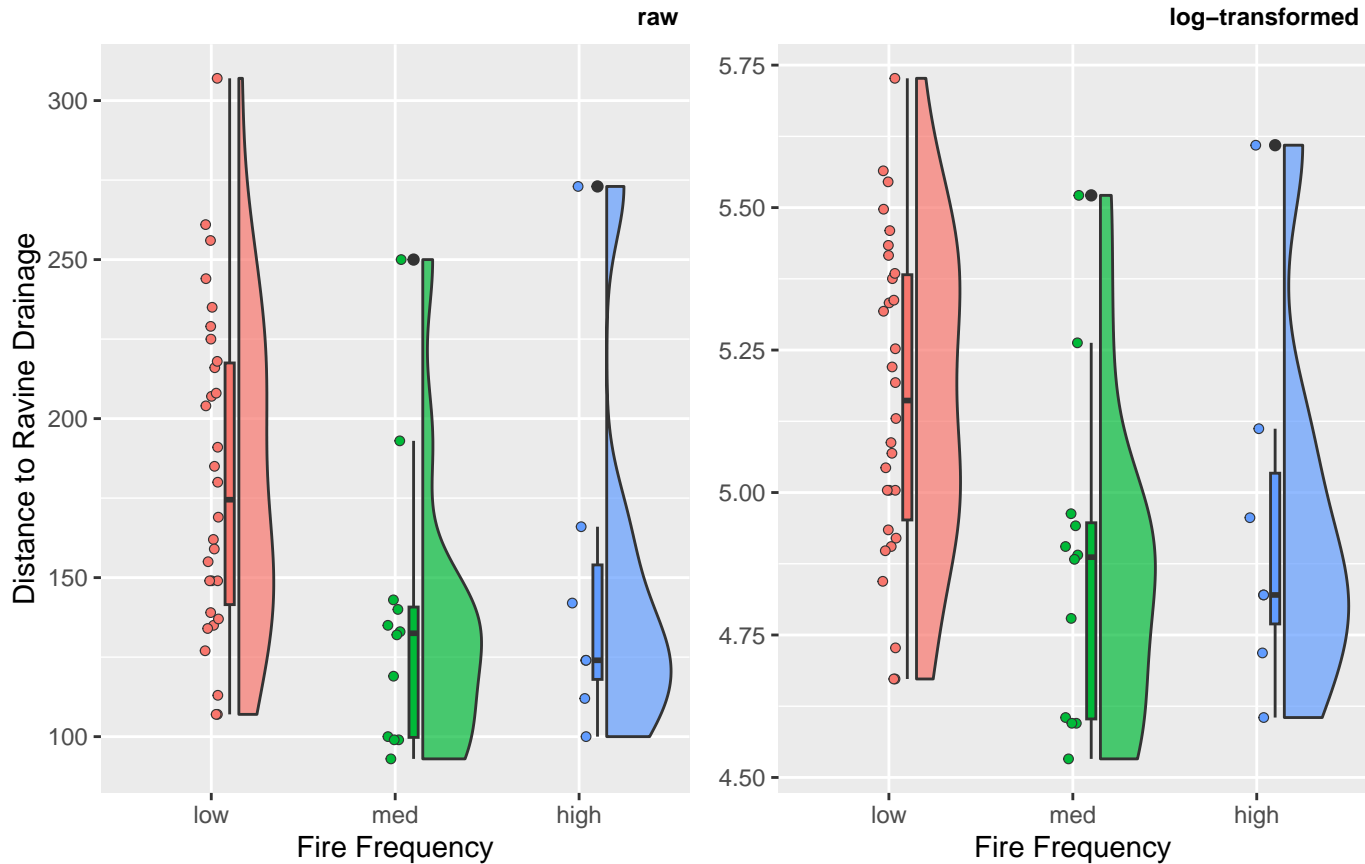 raw
300
250
200
150
100
Distance to Ravine Drainage
low
med
high
Fire Frequency
log−transformed
5.75
5.50
5.25
5.00
4.75
4.50
low
med
high
Fire Frequency